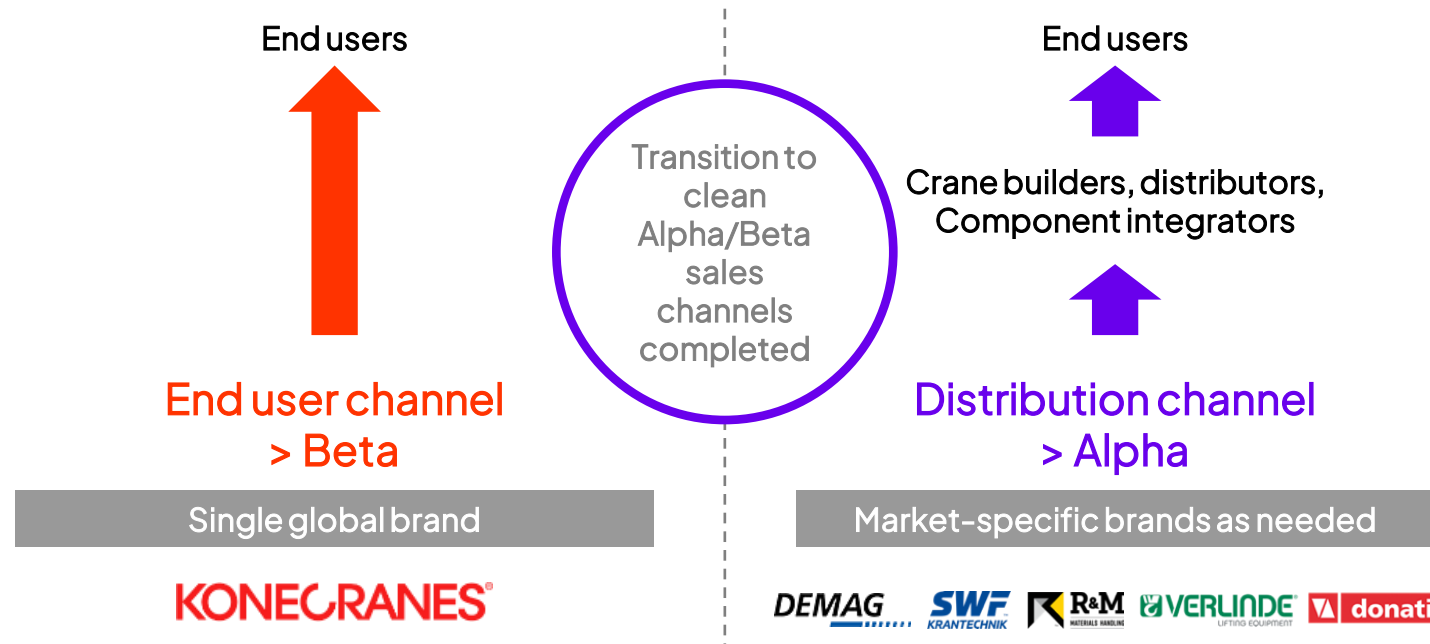 End users
End user channel
> Beta
Single global brand
KONECRANES®
Transition to
clean
Alpha/Beta
sales
channels
completed
End users
Crane builders, distributors,
Component integrators
Distribution channel
> Alpha
Market-specific brands as needed
DEMAG
SWF
KRANTECHNIK
R&M
MATERIALS HANDLING
VERLINDE
LIFTING EQUIPMENT
donati